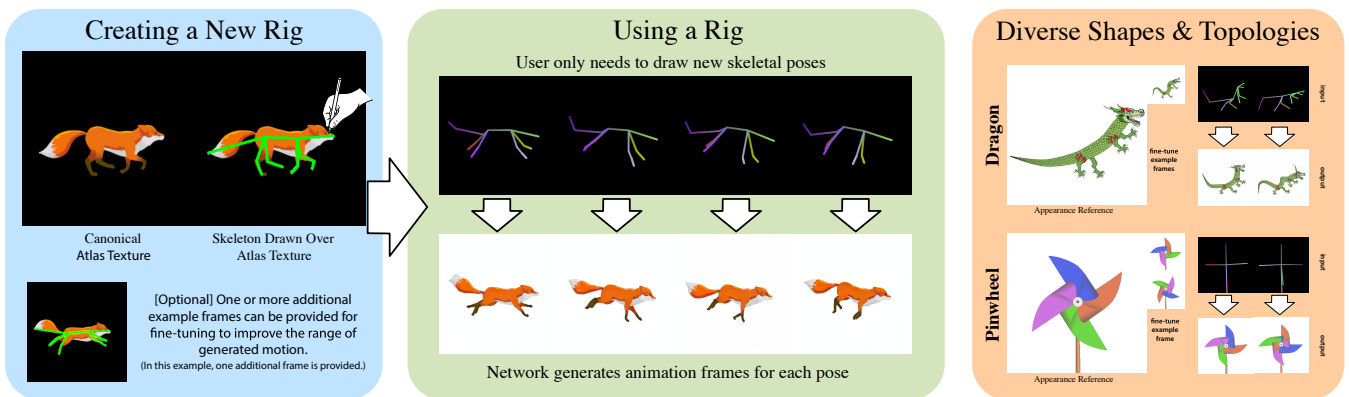 Creating a New Rig
Canonical
Atlas Texture
Skeleton Drawn Over
Atlas Texture
[Optional] One or more additional
example frames can be provided for
fine-tuning to improve the range of
generated motion.
(In this example, one additional frame is provided.)
Using a Rig
User only needs to draw new skeletal poses
Network generates animation frames for each pose
Diverse Shapes & Topologies
Dragon
Appearance Reference
fine-tune
example
frames
input
output
Pinwheel
Appearance Reference
fine-tune
example
frame
input
output